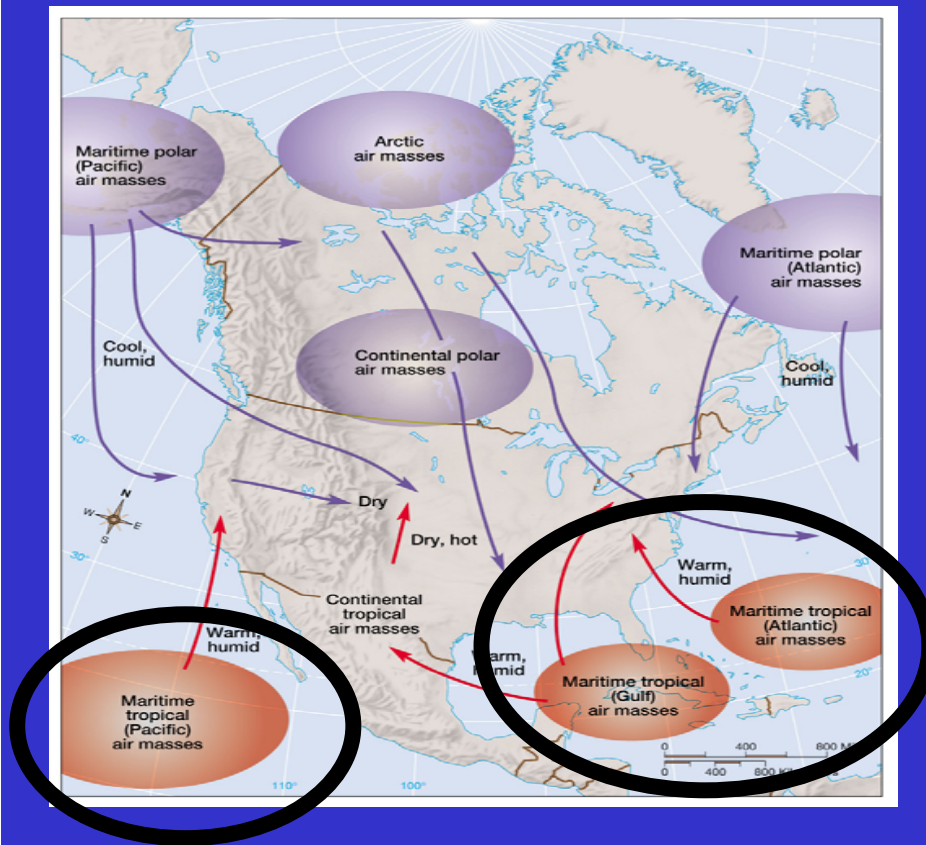 Arctic
air masses
Maritime polar
(Pacific)
air masses
Maritime polar
(Atlantic)
air masses
Cool,
humid
Continental polar
air masses
Cool,
humid
40°
N
W
E
S
Dry
Dry, hot
30°
30
Warm,
humid
Continental
tropical
air masses
Maritime tropical
(Atlantic)
air masses
Warm,
humid
Warm,
humid
20°
Maritime tropical
(Gulf)
air masses
Maritime
tropical
(Pacific)
air masses
0 400 800 M
0 400 800 K
110°
100°